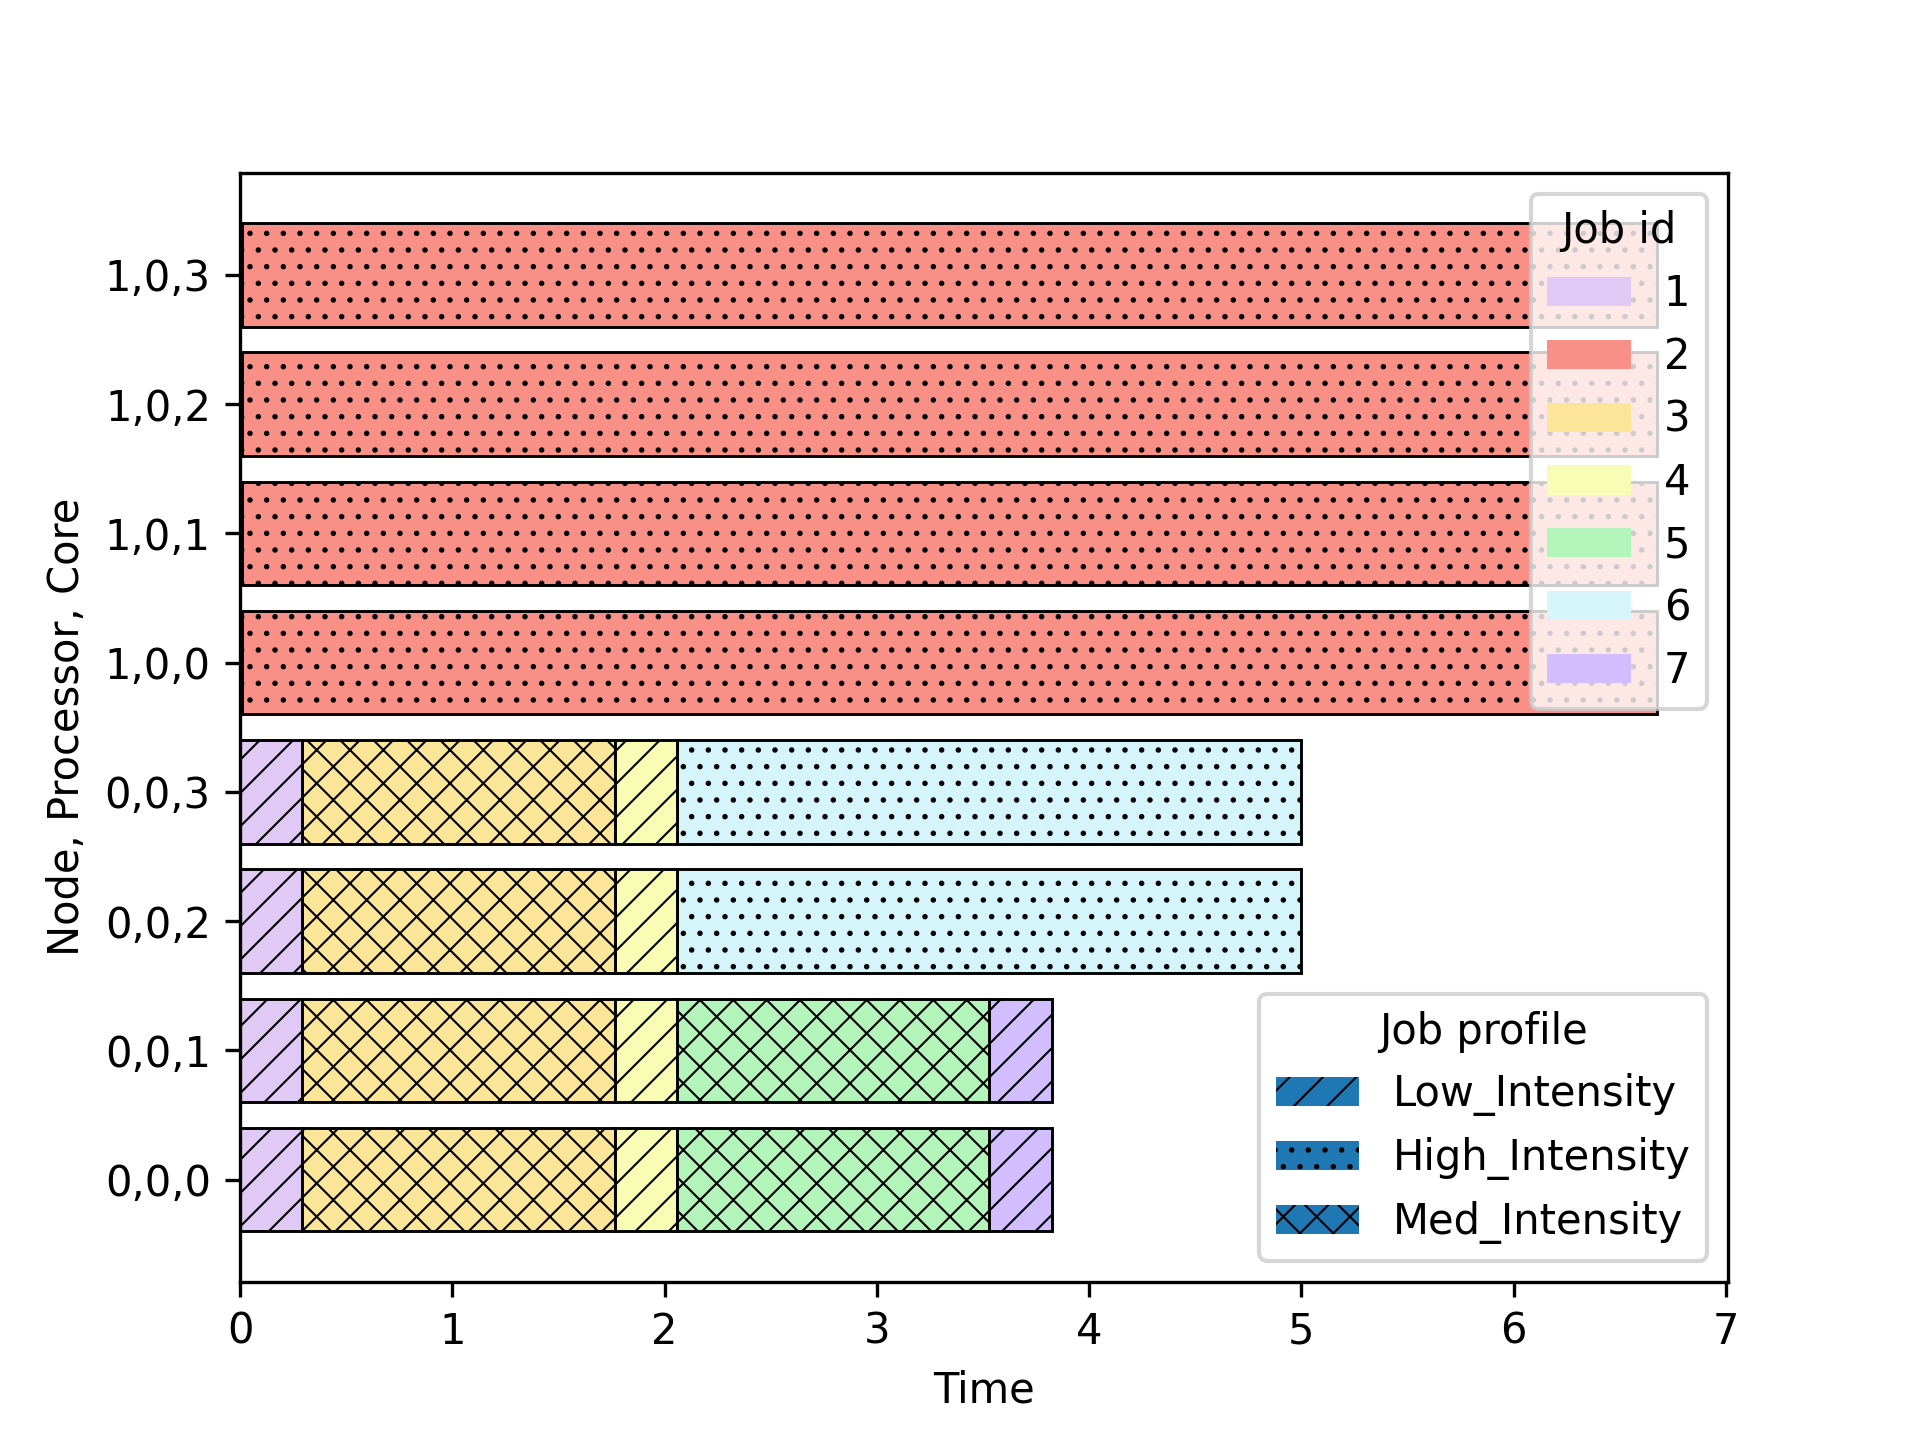 Job id
1
2
3
4
5
6
7
1,0,3
1,0,2
1,0,1
1,0,0
0,0,3
0,0,2
0,0,1
0,0,0
Node, Processor, Core
Job profile
Low_Intensity
High_Intensity
Med_Intensity
0 1 2 3 4 5 6 7
Time